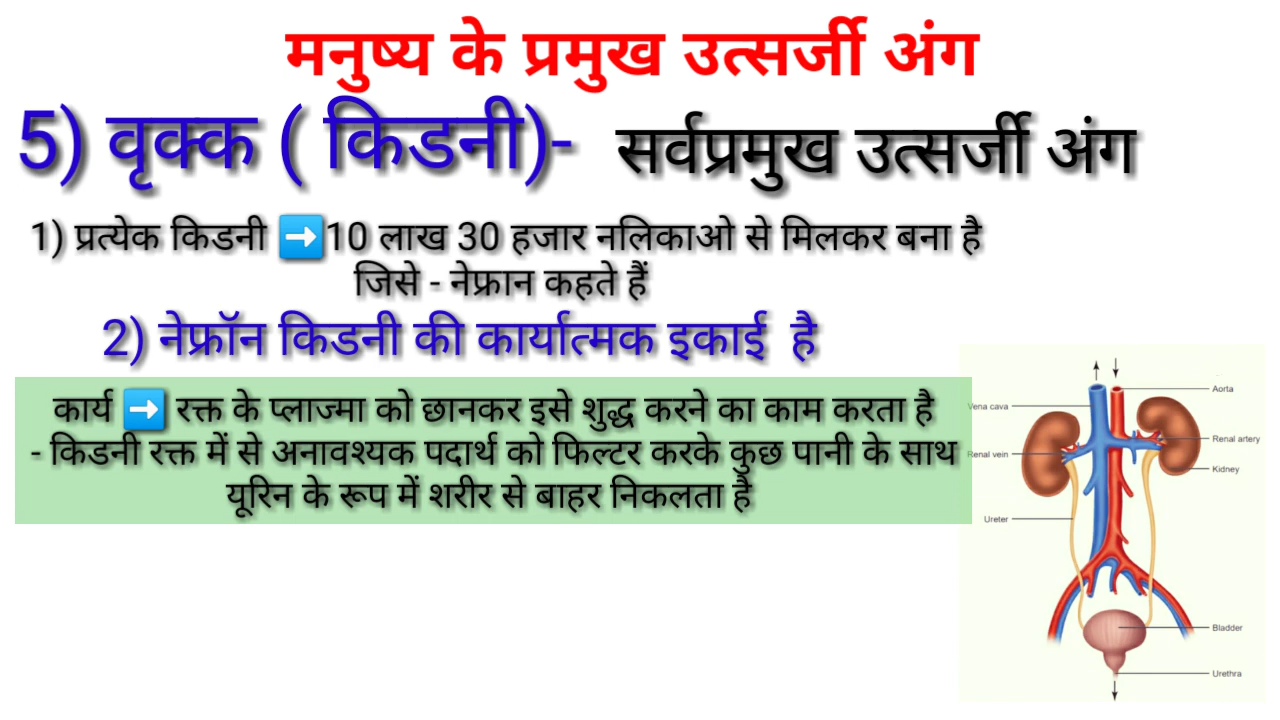 मनुष्य के प्रमुख उत्सर्जी अंग
5) वृक्क ( किडनी)- सर्वप्रमुख उत्सर्जी अंग
1) प्रत्येक किडनी ➡️10 लाख 30 हजार नलिकाओ से मिलकर बना है
जिसे - नेफ्रान कहते हैं
2) नेफ्रॉन किडनी की कार्यात्मक इकाई है
कार्य ➡️ रक्त के प्लाज्मा को छानकर इसे शुद्ध करने का काम करता है
- किडनी रक्त में से अनावश्यक पदार्थ को फिल्टर करके कुछ पानी के साथ
यूरिन के रूप में शरीर से बाहर निकलता है
Aorta
Vena cava
Renal artery
Renal vein
Kidney
Ureter
Bladder
Urethra